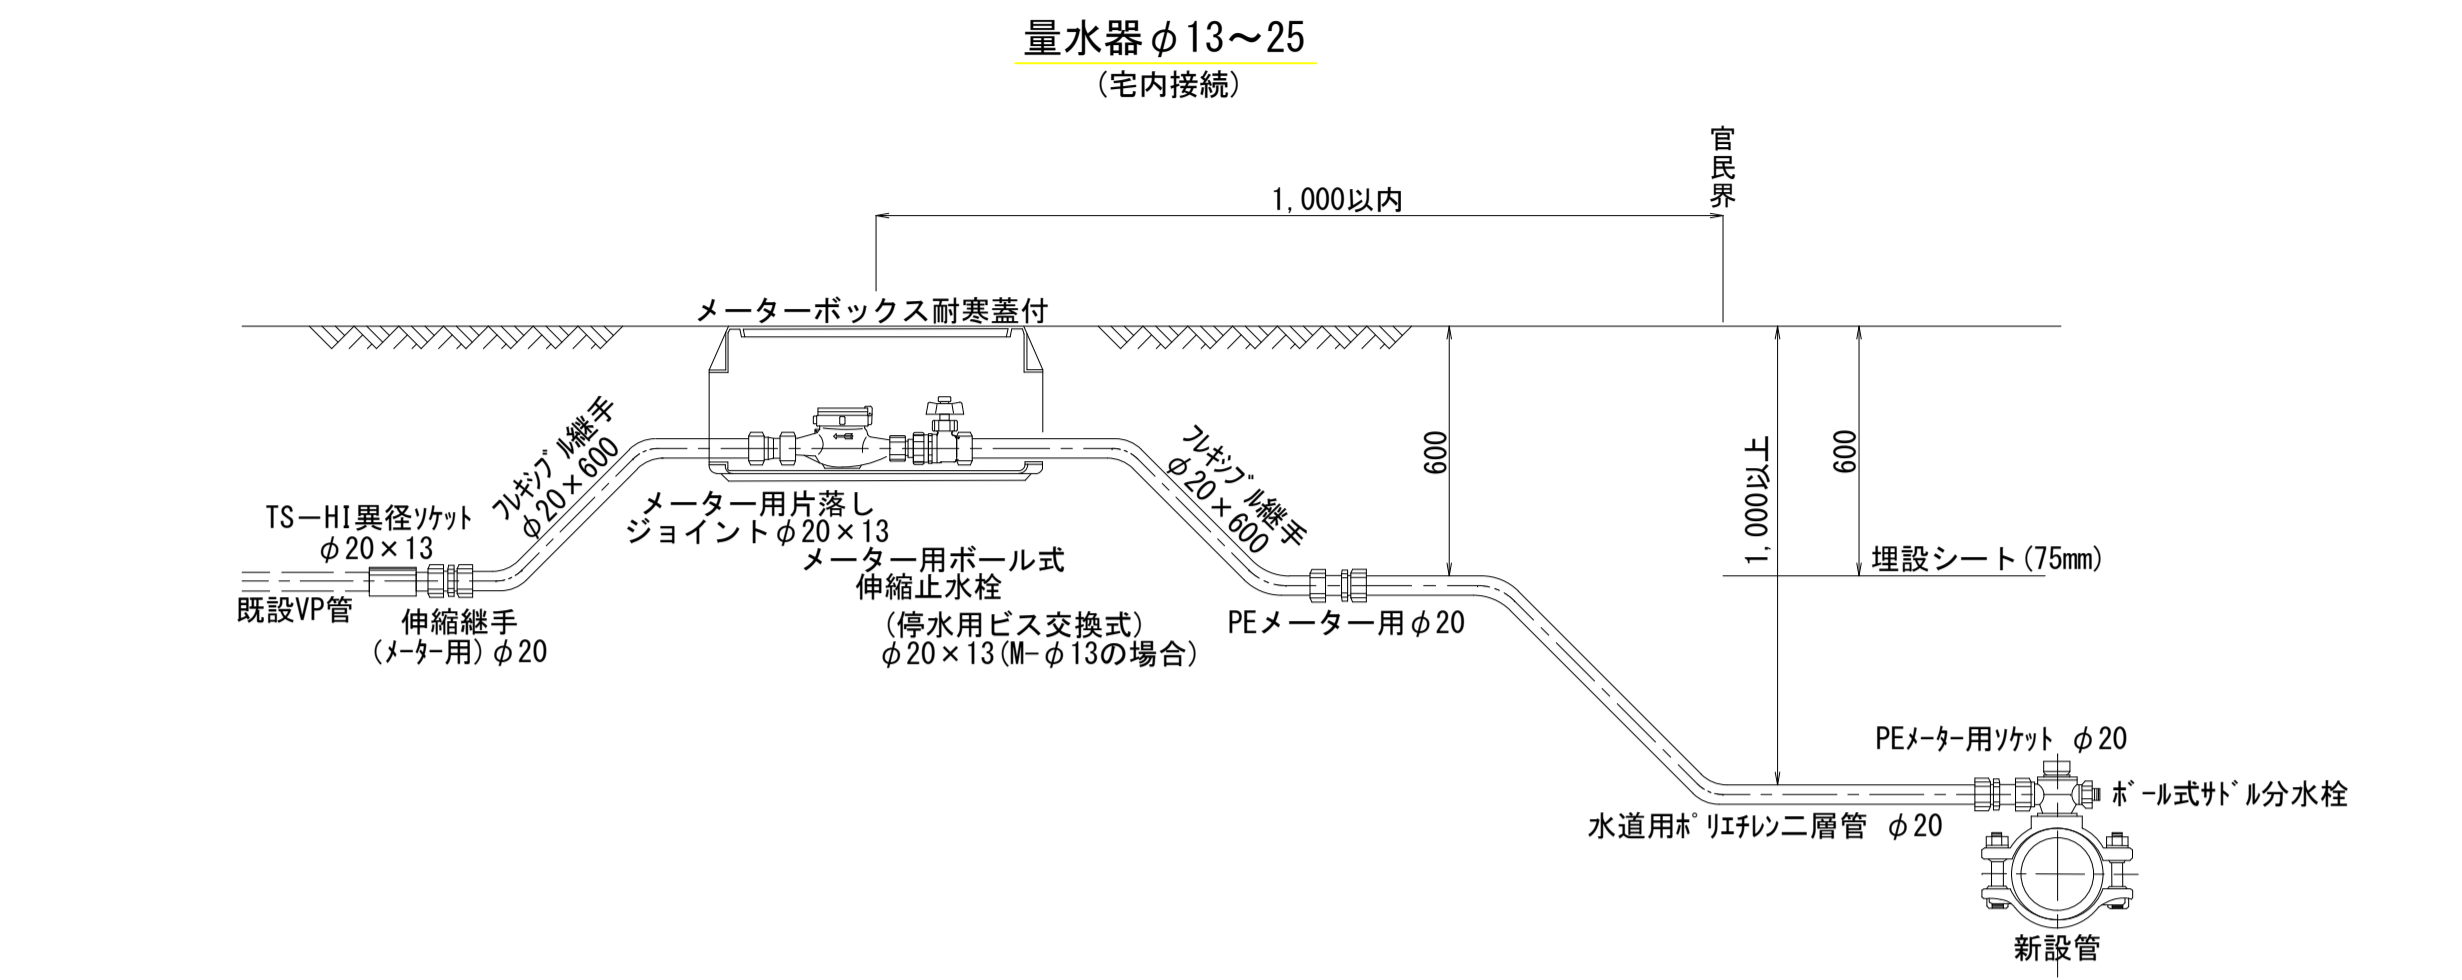 量水器φ13～25
(宅内接続)
官民界
1,000以内
メーターボックス耐寒蓋付
フレキシブル継手
φ20×600
フレキシブル継手
φ20×600
600
1,000以上
600
TS－HI異径ソケット
φ20×13
メーター用片落し
ジョイントφ20×13
メーター用ボール式
伸縮止水栓
(停水用ビス交換式)
φ20×13(M-φ13の場合)
埋設シート(75mm)
既設VP管
伸縮継手
(メーター用)φ20
PEメーター用φ20
PEメーター用ソケット φ20
ボール式サドル分水栓
水道用ポリエチレン二層管 φ20
新設管